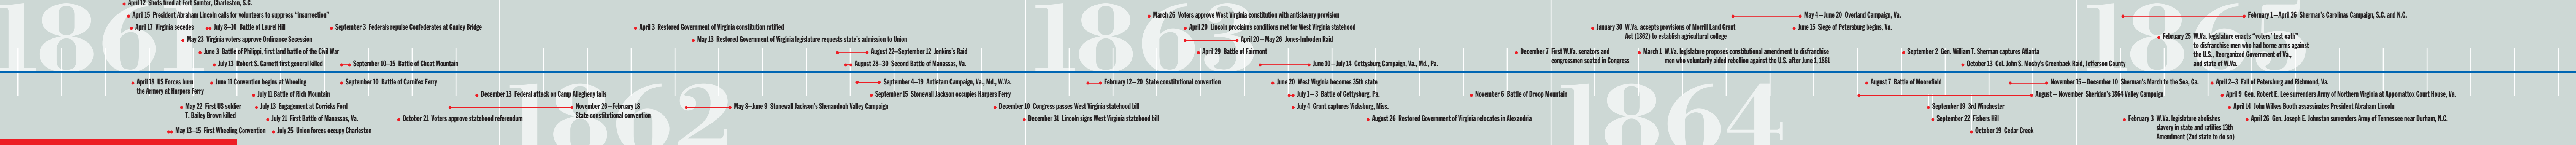 1861
April 12 Shots fired at Fort Sumter, Charleston, S.C.
April 15 President Abraham Lincoln calls for volunteers to suppress "insurrection"
April 17 Virginia secedes
July 8–10 Battle of Laurel Hill
September 3 Federals repulse Confederates at Gauley Bridge
May 23 Virginia voters approve Ordinance Secession
June 3 Battle of Philippi, first land battle of the Civil War
July 13 Robert S. Garnett first general killed
September 10–15 Battle of Cheat Mountain
April 18 US Forces burn
the Armory at Harpers Ferry
June 11 Convention begins at Wheeling
September 10 Battle of Carnifex Ferry
July 11 Battle of Rich Mountain
December 13 Federal attack on Camp Allegheny fails
May 22 First US soldier
T. Bailey Brown killed
July 13 Engagement at Corricks Ford
November 26–February 18
State constitutional convention
July 21 First Battle of Manassas, Va.
October 21 Voters approve statehood referendum
May 13–15 First Wheeling Convention
July 25 Union forces occupy Charleston
1862
April 3 Restored Government of Virginia constitution ratified
May 13 Restored Government of Virginia legislature requests state's admission to Union
August 22–September 12 Jenkins's Raid
August 28–30 Second Battle of Manassas, Va.
September 4–19 Antietam Campaign, Va., Md., W.Va.
September 15 Stonewall Jackson occupies Harpers Ferry
May 8–June 9 Stonewall Jackson's Shenandoah Valley Campaign
December 10 Congress passes West Virginia statehood bill
December 31 Lincoln signs West Virginia statehood bill
1863
March 26 Voters approve West Virginia constitution with antislavery provision
April 20 Lincoln proclaims conditions met for West Virginia statehood
April 20–May 26 Jones-Imboden Raid
April 29 Battle of Fairmont
June 10–July 14 Gettysburg Campaign, Va., Md., Pa.
December 7 First W.Va. senators and
congressmen seated in Congress
February 12–20 State constitutional convention
June 20 West Virginia becomes 35th state
July 1–3 Battle of Gettysburg, Pa.
July 4 Grant captures Vicksburg, Miss.
November 6 Battle of Droop Mountain
August 26 Restored Government of Virginia relocates in Alexandria
1864
January 30 W.Va. accepts provisions of Morrill Land Grant
Act (1862) to establish agricultural college
May 4–June 20 Overland Campaign, Va.
June 15 Siege of Petersburg begins, Va.
March 1 W.Va. legislature proposes constitutional amendment to disfranchise
men who voluntarily aided rebellion against the U.S. after June 1, 1861
September 2 Gen. William T. Sherman captures Atlanta
October 13 Col. John S. Mosby's Greenback Raid, Jefferson County
August 7 Battle of Moorefield
November 15–December 10 Sherman's March to the Sea, Ga.
August – November Sheridan's 1864 Valley Campaign
September 19 3rd Winchester
September 22 Fishers Hill
October 19 Cedar Creek
1865
February 1–April 26 Sherman's Carolinas Campaign, S.C. and N.C.
February 25 W.Va. legislature enacts "voters' test oath"
to disfranchise men who had borne arms against
the U.S., Reorganized Government of Va.,
and state of W.Va.
April 2–3 Fall of Petersburg and Richmond, Va.
April 9 Gen. Robert E. Lee surrenders Army of Northern Virginia at Appomattox Court House, Va.
April 14 John Wilkes Booth assassinates President Abraham Lincoln
February 3 W.Va. legislature abolishes
slavery in state and ratifies 13th
Amendment (2nd state to do so)
April 26 Gen. Joseph E. Johnston surrenders Army of Tennessee near Durham, N.C.